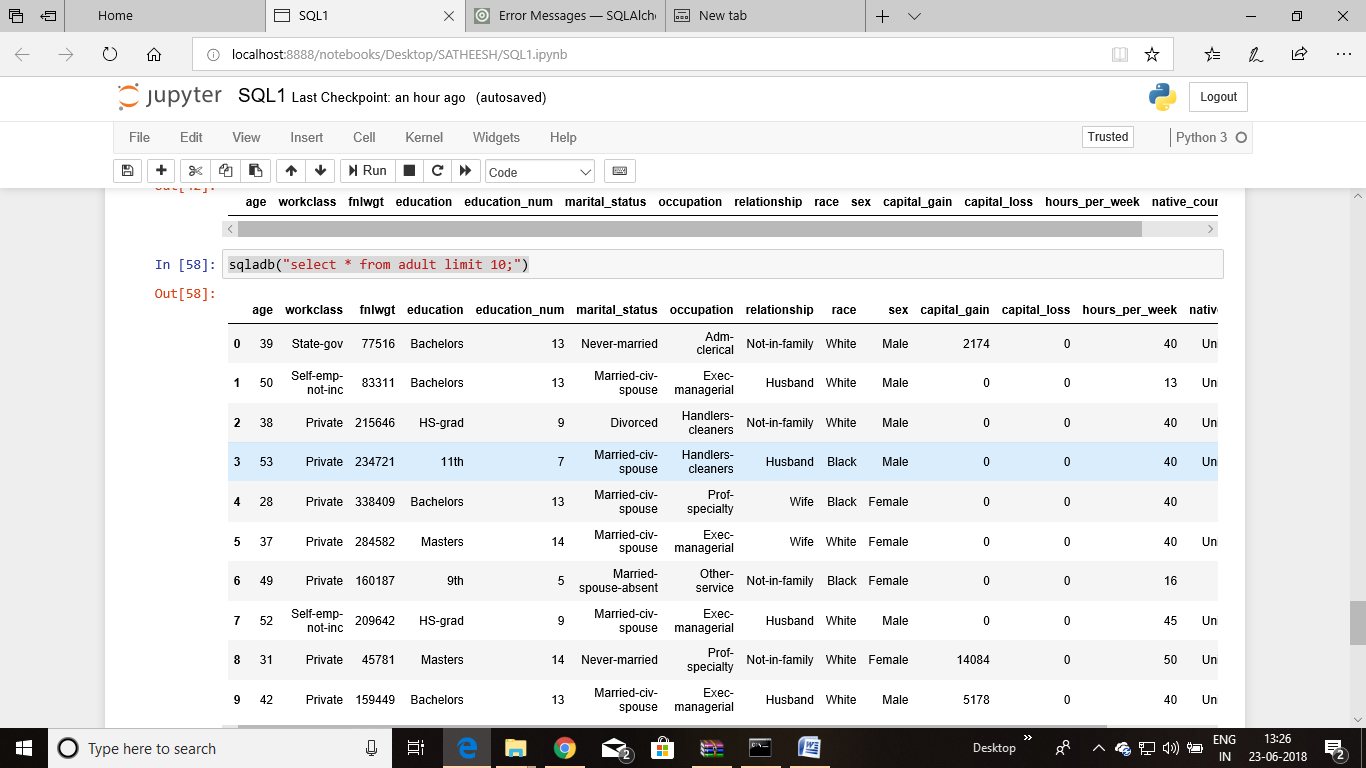 Home SQL1 Error Messages — SQLAlche New tab
localhost:8888/notebooks/Desktop/SATHEESH/SQL1.ipynb
jupyter SQL1 Last Checkpoint: an hour ago (autosaved) Logout
File Edit View Insert Cell Kernel Widgets Help Trusted Python 3
Run Code
Out[42]:
age workclass fnlwgt education education_num marital_status occupation relationship race sex capital_gain capital_loss hours_per_week native_cour
In [58]: sqladb("select * from adult limit 10;")
Out[58]:
age workclass fnlwgt education education_num marital_status occupation relationship race sex capital_gain capital_loss hours_per_week native
0 39 State-gov 77516 Bachelors 13 Never-married Adm-clerical Not-in-family White Male 2174 0 40 Uni
1 50 Self-emp-not-inc 83311 Bachelors 13 Married-civ-spouse Exec-managerial Husband White Male 0 0 13 Uni
2 38 Private 215646 HS-grad 9 Divorced Handlers-cleaners Not-in-family White Male 0 0 40 Uni
3 53 Private 234721 11th 7 Married-civ-spouse Handlers-cleaners Husband Black Male 0 0 40 Uni
4 28 Private 338409 Bachelors 13 Married-civ-spouse Prof-specialty Wife Black Female 0 0 40
5 37 Private 284582 Masters 14 Married-civ-spouse Exec-managerial Wife White Female 0 0 40 Uni
6 49 Private 160187 9th 5 Married-spouse-absent Other-service Not-in-family Black Female 0 0 16
7 52 Self-emp-not-inc 209642 HS-grad 9 Married-civ-spouse Exec-managerial Husband White Male 0 0 45 Uni
8 31 Private 45781 Masters 14 Never-married Prof-specialty Not-in-family White Female 14084 0 50 Uni
9 42 Private 159449 Bachelors 13 Married-civ-spouse Exec-managerial Husband White Male 5178 0 40 Uni
Type here to search 2 Desktop ENG 13:26
IN 23-06-2018 2